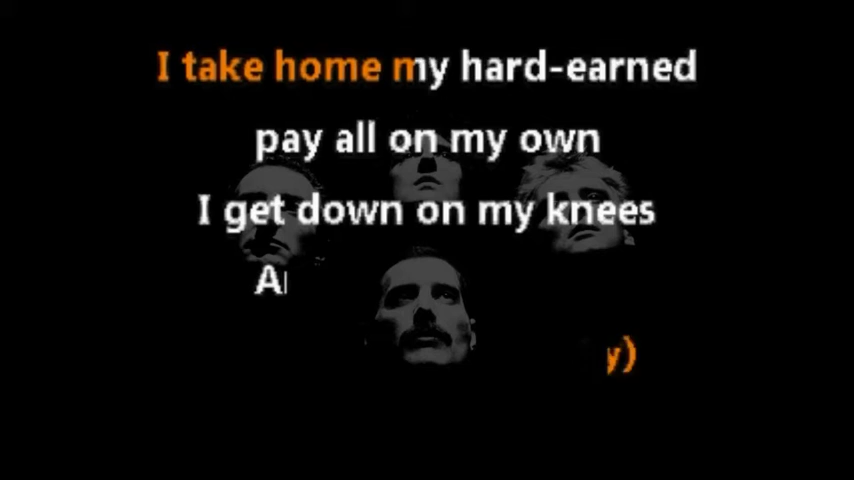 I take home my hard-earned
pay all on my own
I get down on my knees
A
y)